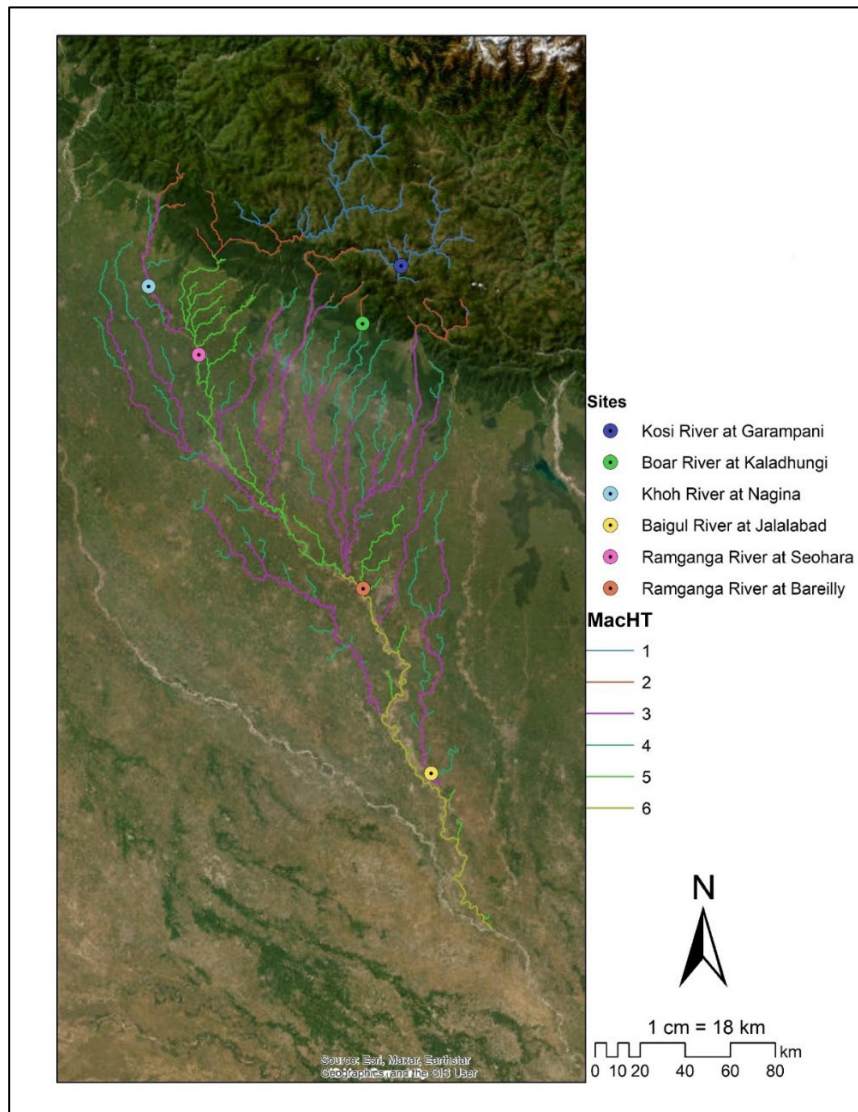 Sites
Kosi River at Garampani
Boar River at Kaladhungi
Khoh River at Nagina
Baigul River at Jalalabad
Ramganga River at Seohara
Ramganga River at Bareilly
MacHT
1
2
3
4
5
6
N
1 cm = 18 km
km
0 10 20 40 60 80
Source: Esri, Maxar, Earthstar
Geographics, and the GIS User